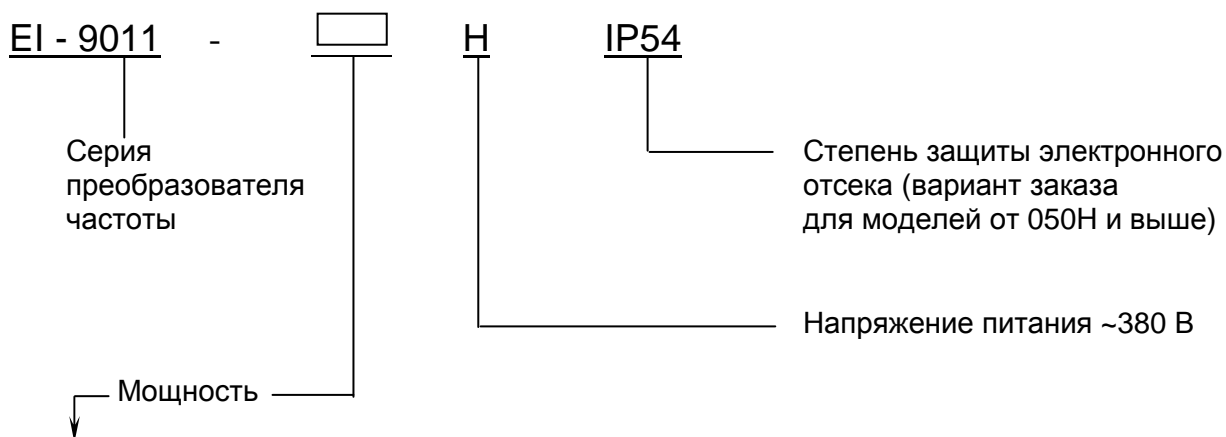 EI - 9011 - H IP54
Серия
преобразователя
частоты
Степень защиты электронного
отсека (вариант заказа
для моделей от 050H и выше)
Напряжение питания ~380 В
Мощность